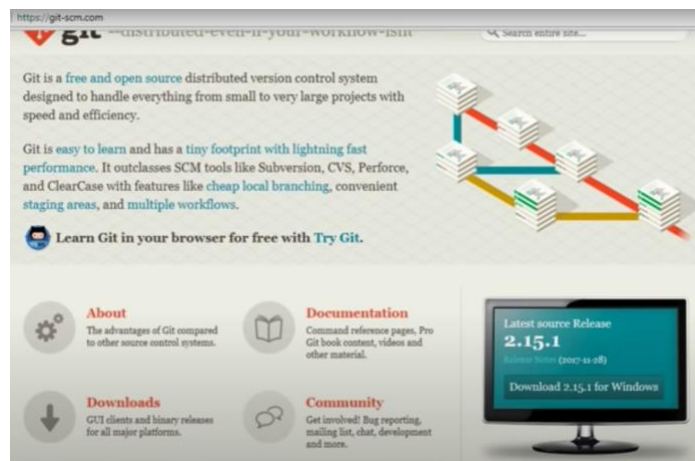 https://git-scm.com
git --distributed-even-if-your-workflow-isnt
Search entire site...
Git is a free and open source distributed version control system
designed to handle everything from small to very large projects with
speed and efficiency.
Git is easy to learn and has a tiny footprint with lightning fast
performance. It outclasses SCM tools like Subversion, CVS, Perforce,
and ClearCase with features like cheap local branching, convenient
staging areas, and multiple workflows.
Learn Git in your browser for free with Try Git.
About
The advantages of Git compared
to other source control systems.
Documentation
Command reference pages, Pro
Git book content, videos and
other material.
Downloads
GUI clients and binary releases
for all major platforms.
Community
Get involved! Bug reporting,
mailing list, chat, development
and more.
Latest source Release
2.15.1
Release Notes (2017-11-28)
Download 2.15.1 for Windows